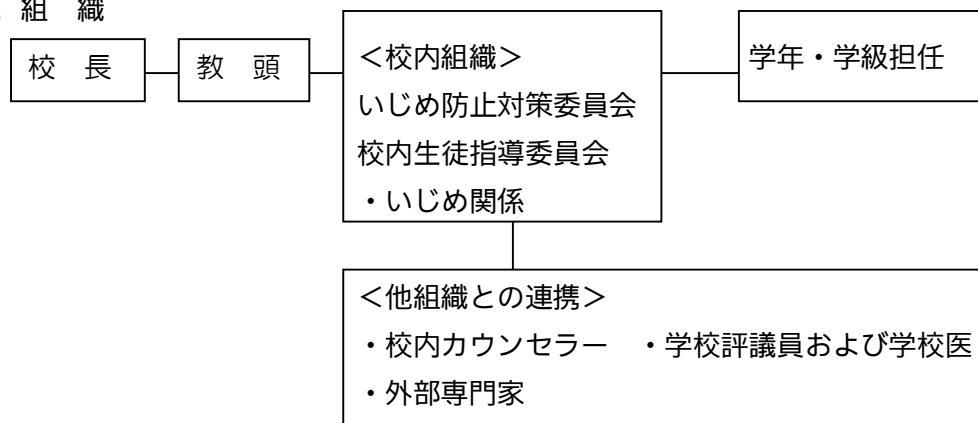 組　織
校　長
教　頭
＜校内組織＞
いじめ防止対策委員会
校内生徒指導委員会
・いじめ関係
学年・学級担任
＜他組織との連携＞
・校内カウンセラー　・学校評議員および学校医
・外部専門家